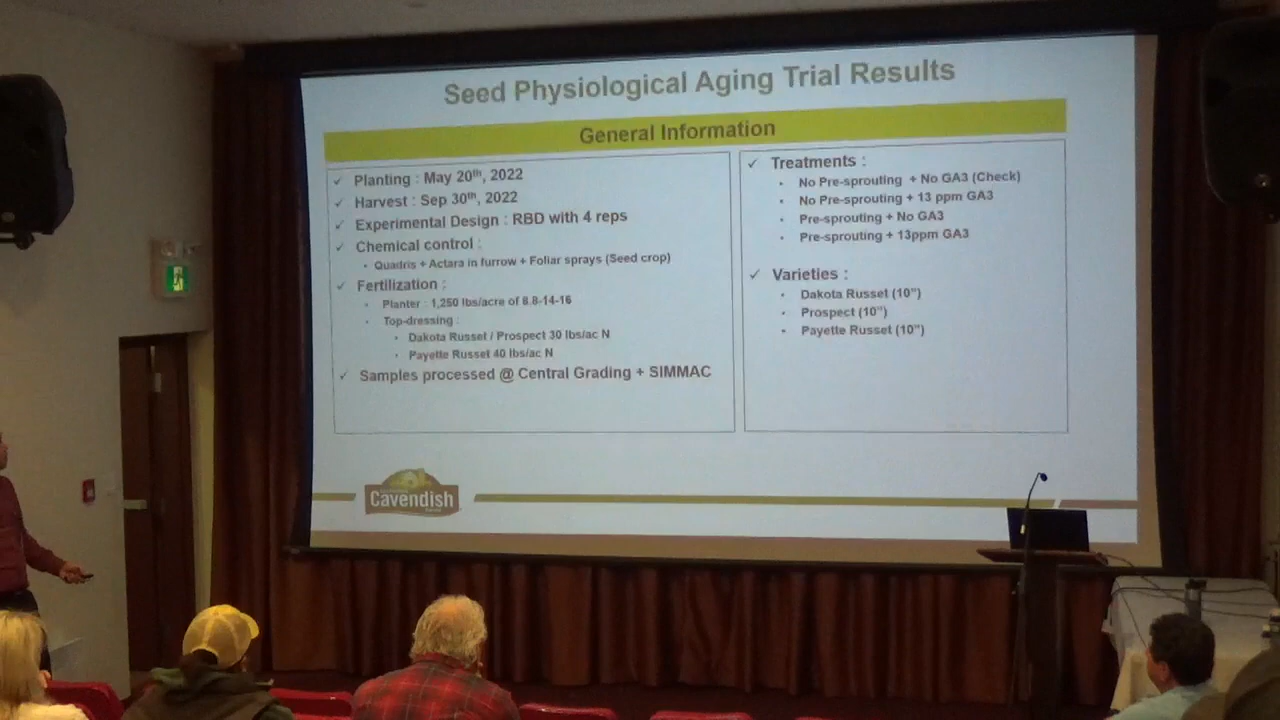 Seed Physiological Aging Trial Results
General Information
✓ Planting : May 20th, 2022
✓ Harvest : Sep 30th, 2022
✓ Experimental Design : RBD with 4 reps
✓ Chemical control :
• Quadris + Actara in furrow + Foliar sprays (Seed crop)
✓ Fertilization :
• Planter : 1,250 lbs/acre of 8.8-14-16
• Top-dressing :
• Dakota Russet / Prospect 30 lbs/ac N
• Payette Russet 40 lbs/ac N
✓ Samples processed @ Central Grading + SIMMAC
✓ Treatments :
• No Pre-sprouting + No GA3 (Check)
• No Pre-sprouting + 13 ppm GA3
• Pre-sprouting + No GA3
• Pre-sprouting + 13ppm GA3
✓ Varieties :
• Dakota Russet (10")
• Prospect (10")
• Payette Russet (10")
Cavendish